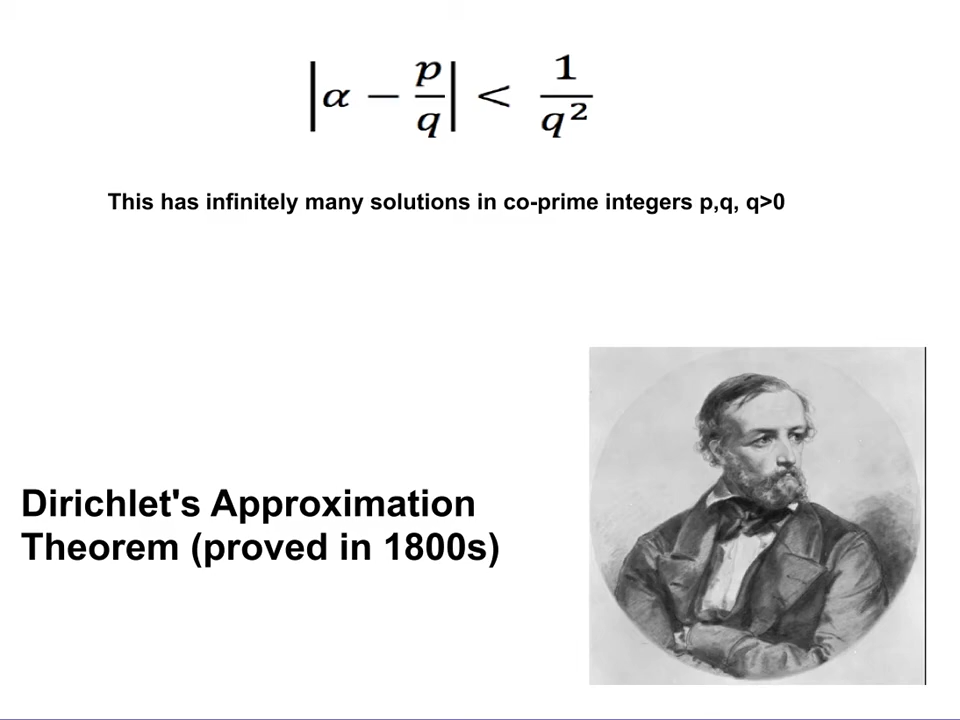 |α − p/q| < 1/q²
This has infinitely many solutions in co-prime integers p,q, q>0
Dirichlet's Approximation
Theorem (proved in 1800s)